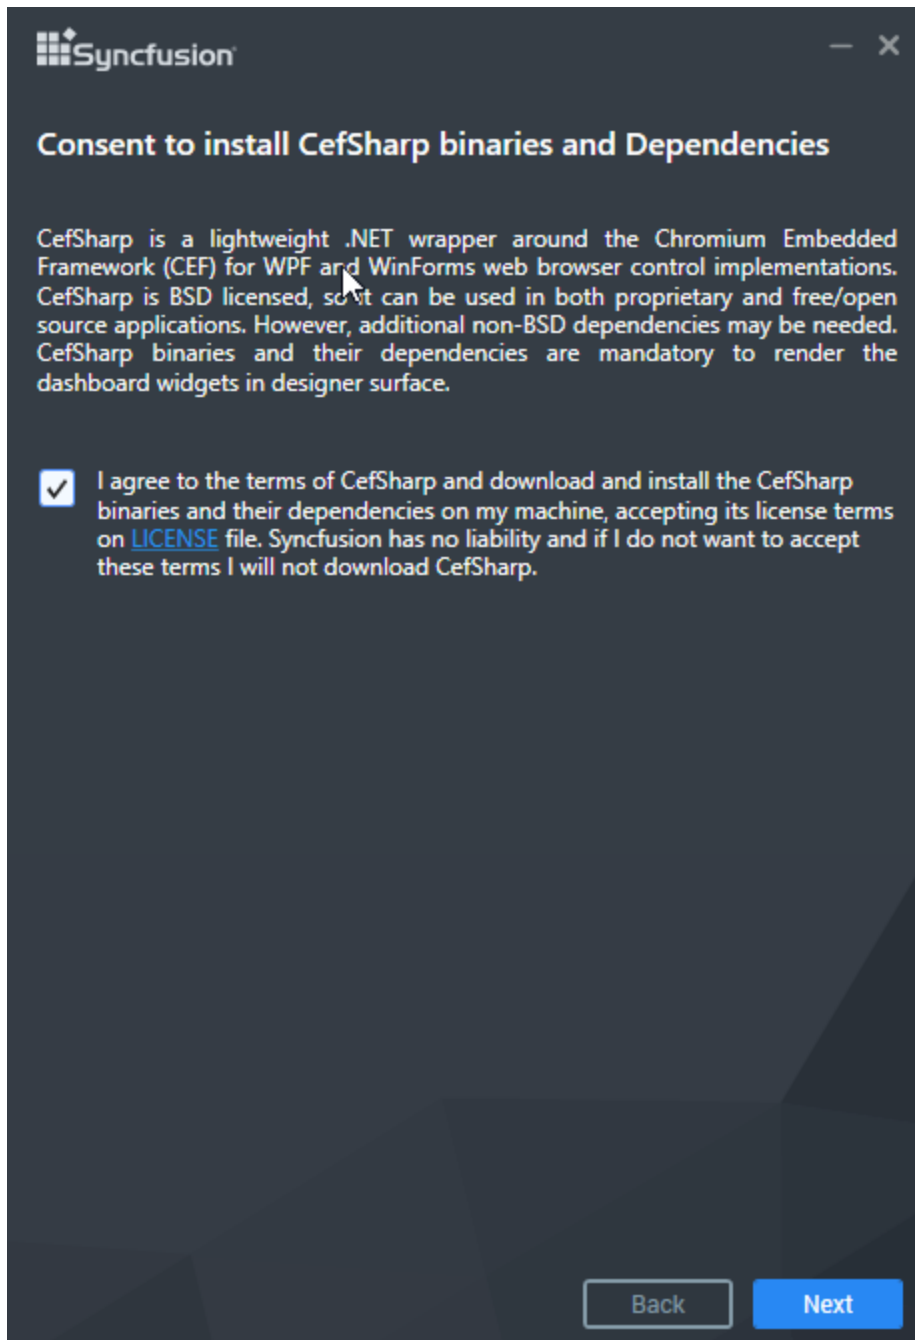 Syncfusion
Consent to install CefSharp binaries and Dependencies
CefSharp is a lightweight .NET wrapper around the Chromium Embedded
Framework (CEF) for WPF and WinForms web browser control implementations.
CefSharp is BSD licensed, so it can be used in both proprietary and free/open
source applications. However, additional non-BSD dependencies may be needed.
CefSharp binaries and their dependencies are mandatory to render the
dashboard widgets in designer surface.
I agree to the terms of CefSharp and download and install the CefSharp
binaries and their dependencies on my machine, accepting its license terms
on LICENSE file. Syncfusion has no liability and if I do not want to accept
these terms I will not download CefSharp.
Back
Next